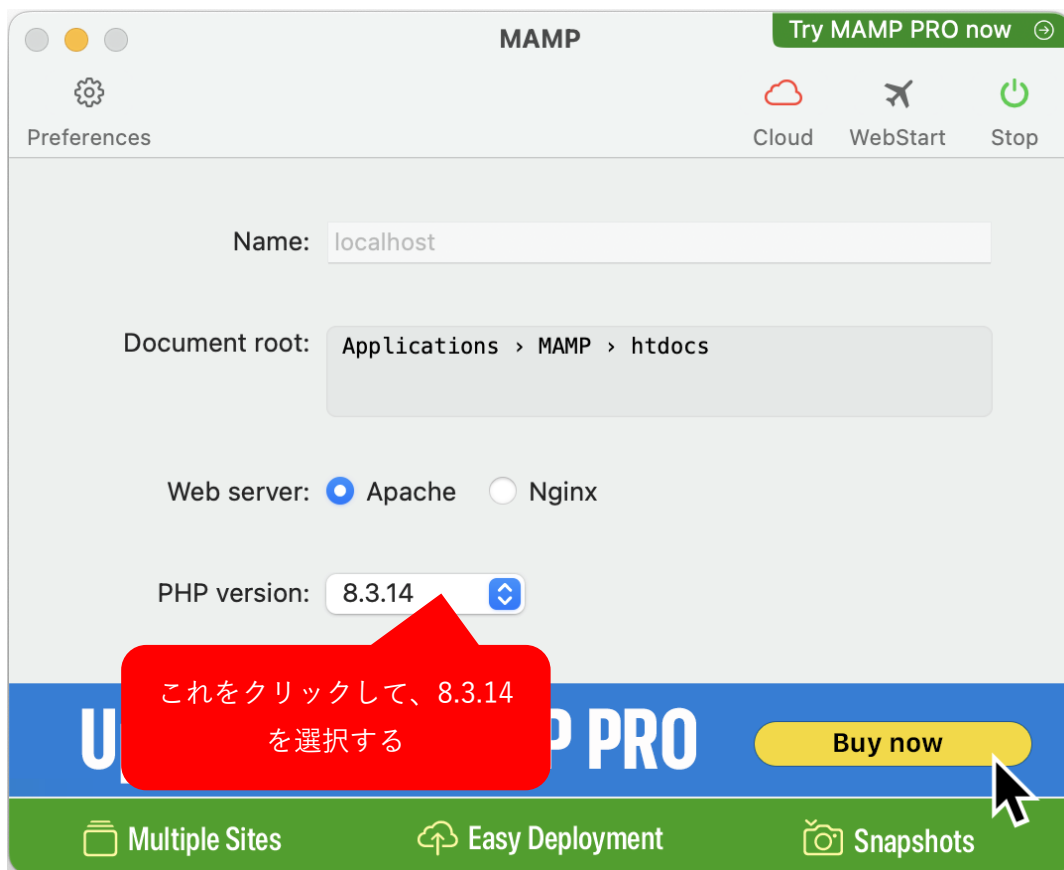 MAMP
Try MAMP PRO now
Preferences
Cloud
WebStart
Stop
Name:
localhost
Document root:
Applications › MAMP › htdocs
Web server:
Apache
Nginx
PHP version:
8.3.14
これをクリックして、8.3.14
を選択する
PRO
Buy now
Multiple Sites
Easy Deployment
Snapshots